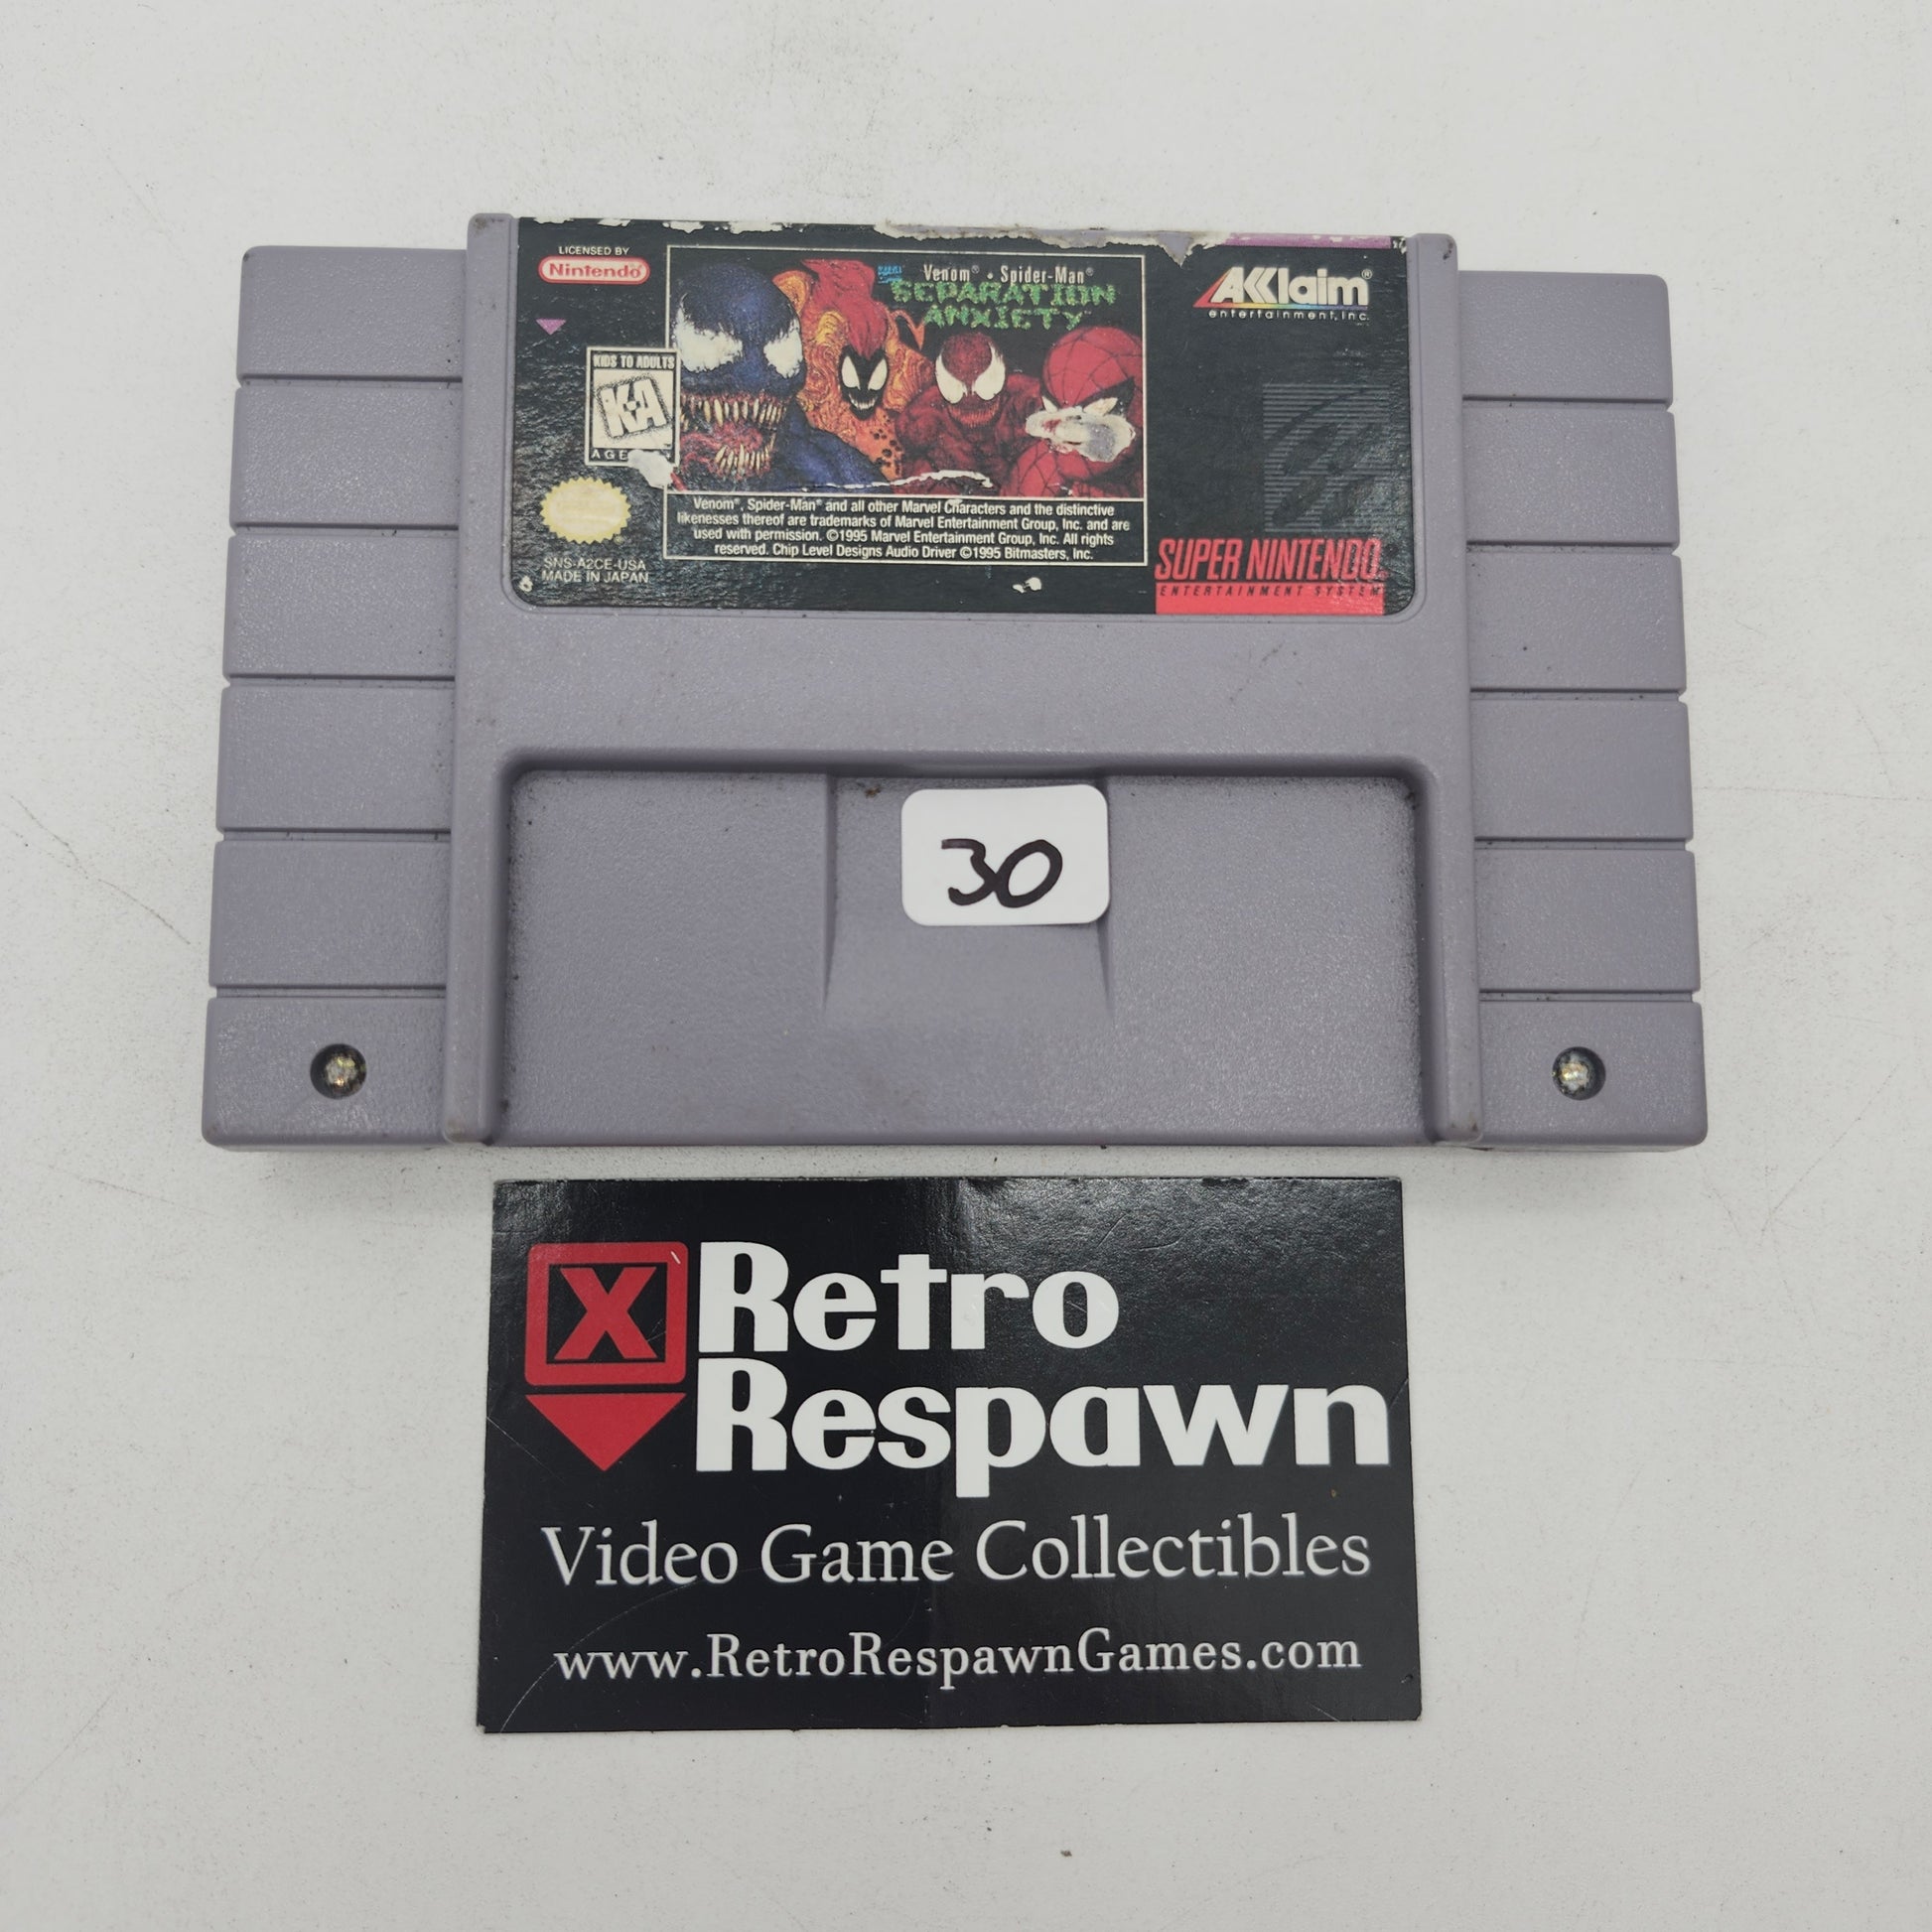 LICENSED BY
Nintendo
KIDS TO ADULTS
K-A
Venom® • Spider-Man®
SEPARATION
ANXIETY
AKklaim®
entertainment, inc.
Venom®, Spider-Man® and all other Marvel Characters and the distinctive
likenesses thereof are trademarks of Marvel Entertainment Group, Inc. and are
used with permission. ©1995 Marvel Entertainment Group, Inc. All rights
reserved. Chip Level Designs Audio Driver ©1995 Bitmasters, Inc.
SNS-A2CE-USA
MADE IN JAPAN
SUPER NINTENDO®
ENTERTAINMENT SYSTEM
30
X Retro
Respawn
Video Game Collectibles
www.RetroRespawnGames.com